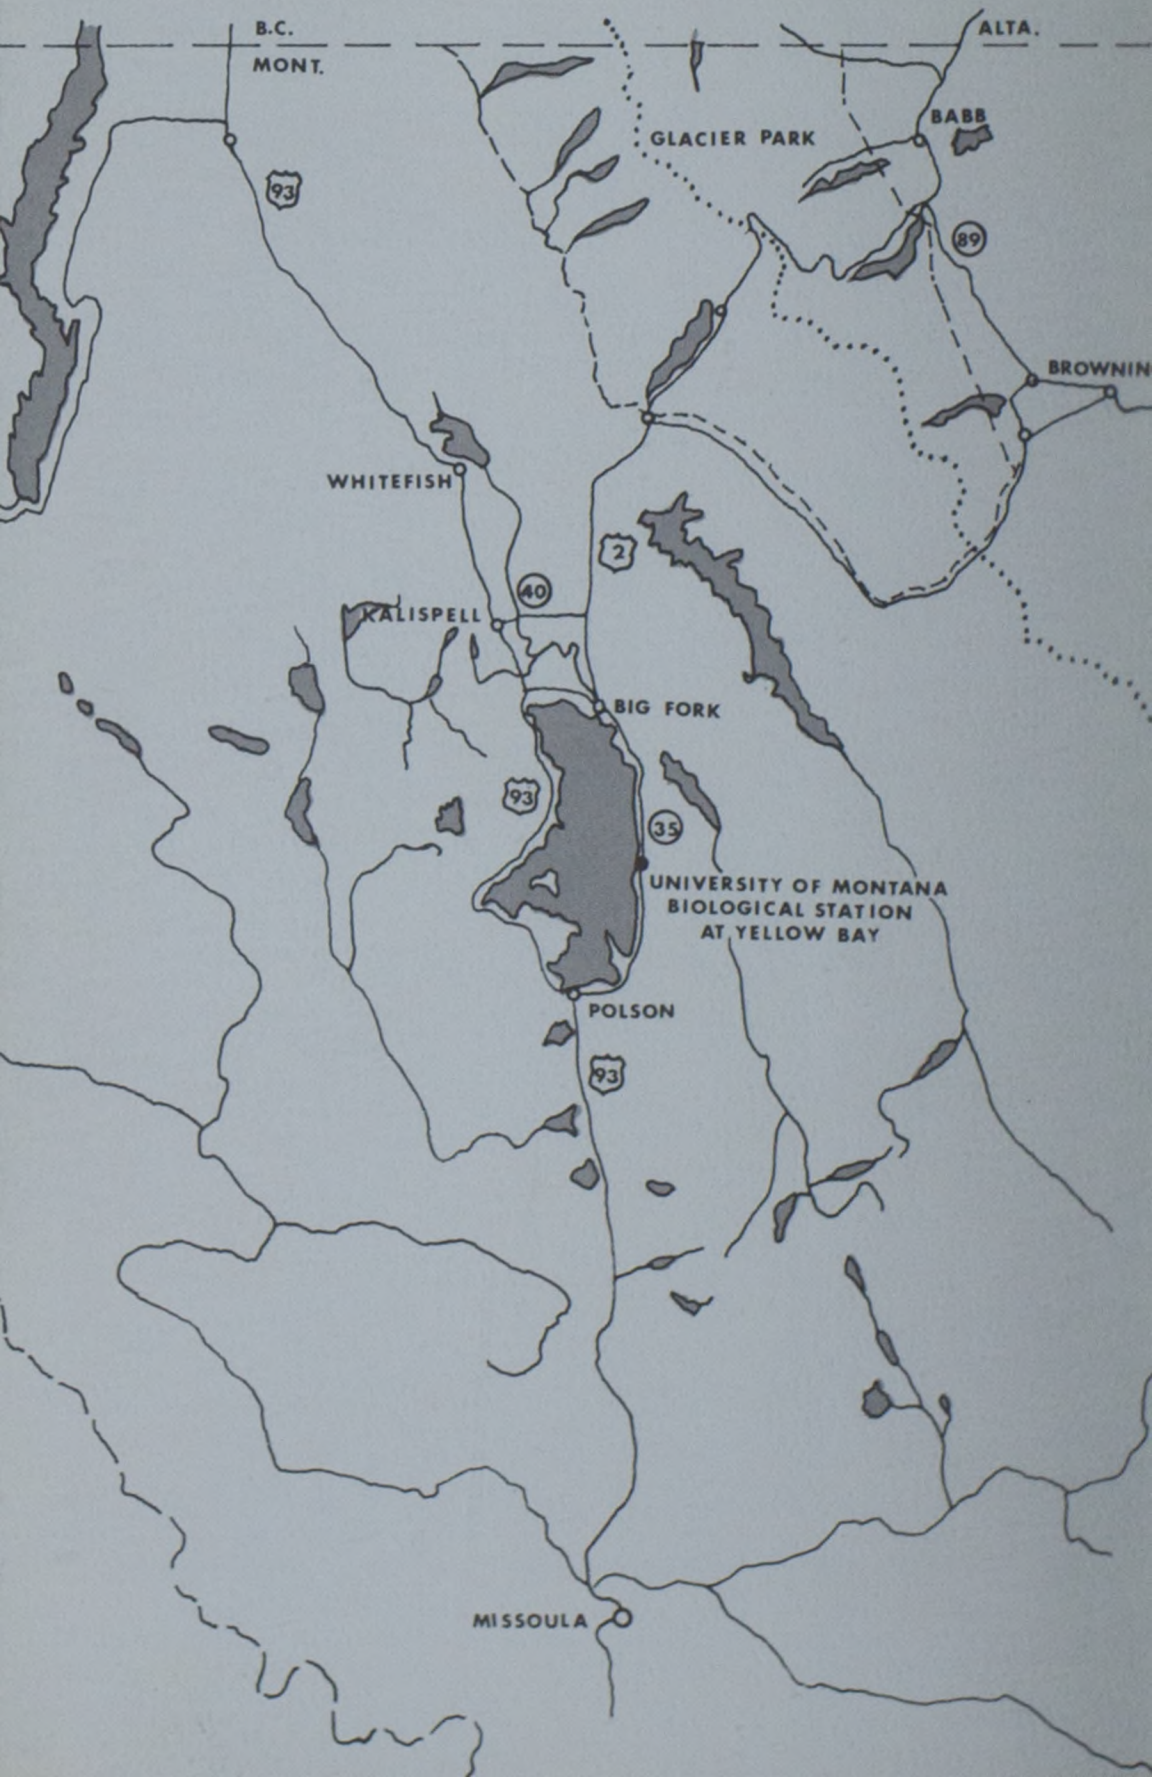 B.C.
ALTA.
MONT.
BABB
GLACIER PARK
93
89
BROWNIN
WHITEFISH
2
40
KALISPELL
BIG FORK
93
35
UNIVERSITY OF MONTANA
BIOLOGICAL STATION
AT YELLOW BAY
POLSON
93
MISSOULA